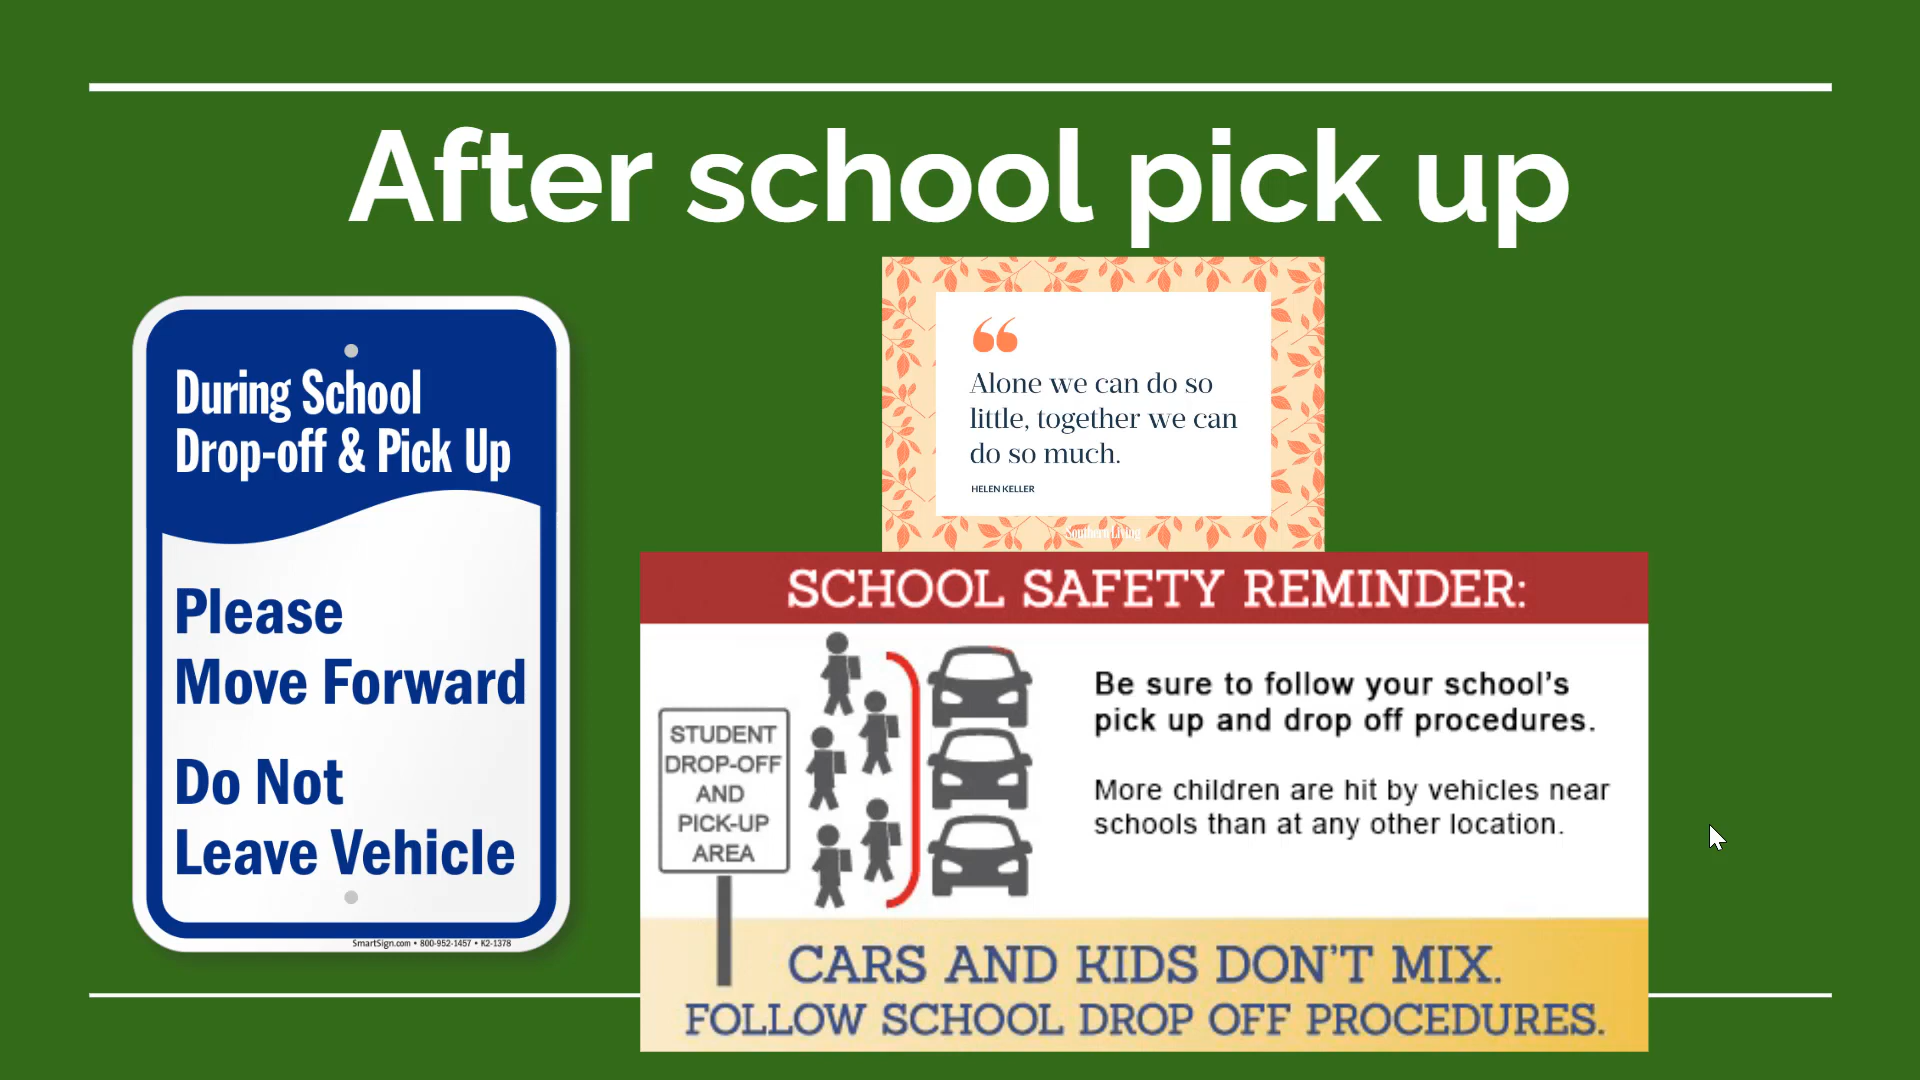 After school pick up
During School
Drop-off & Pick Up
Please
Move Forward
Do Not
Leave Vehicle
SmartSign.com • 800-952-1457 • K2-1378
“
Alone we can do so
little, together we can
do so much.
HELEN KELLER
Southern Living
SCHOOL SAFETY REMINDER:
STUDENT
DROP-OFF
AND
PICK-UP
AREA
Be sure to follow your school's
pick up and drop off procedures.
More children are hit by vehicles near
schools than at any other location.
CARS AND KIDS DON'T MIX.
FOLLOW SCHOOL DROP OFF PROCEDURES.